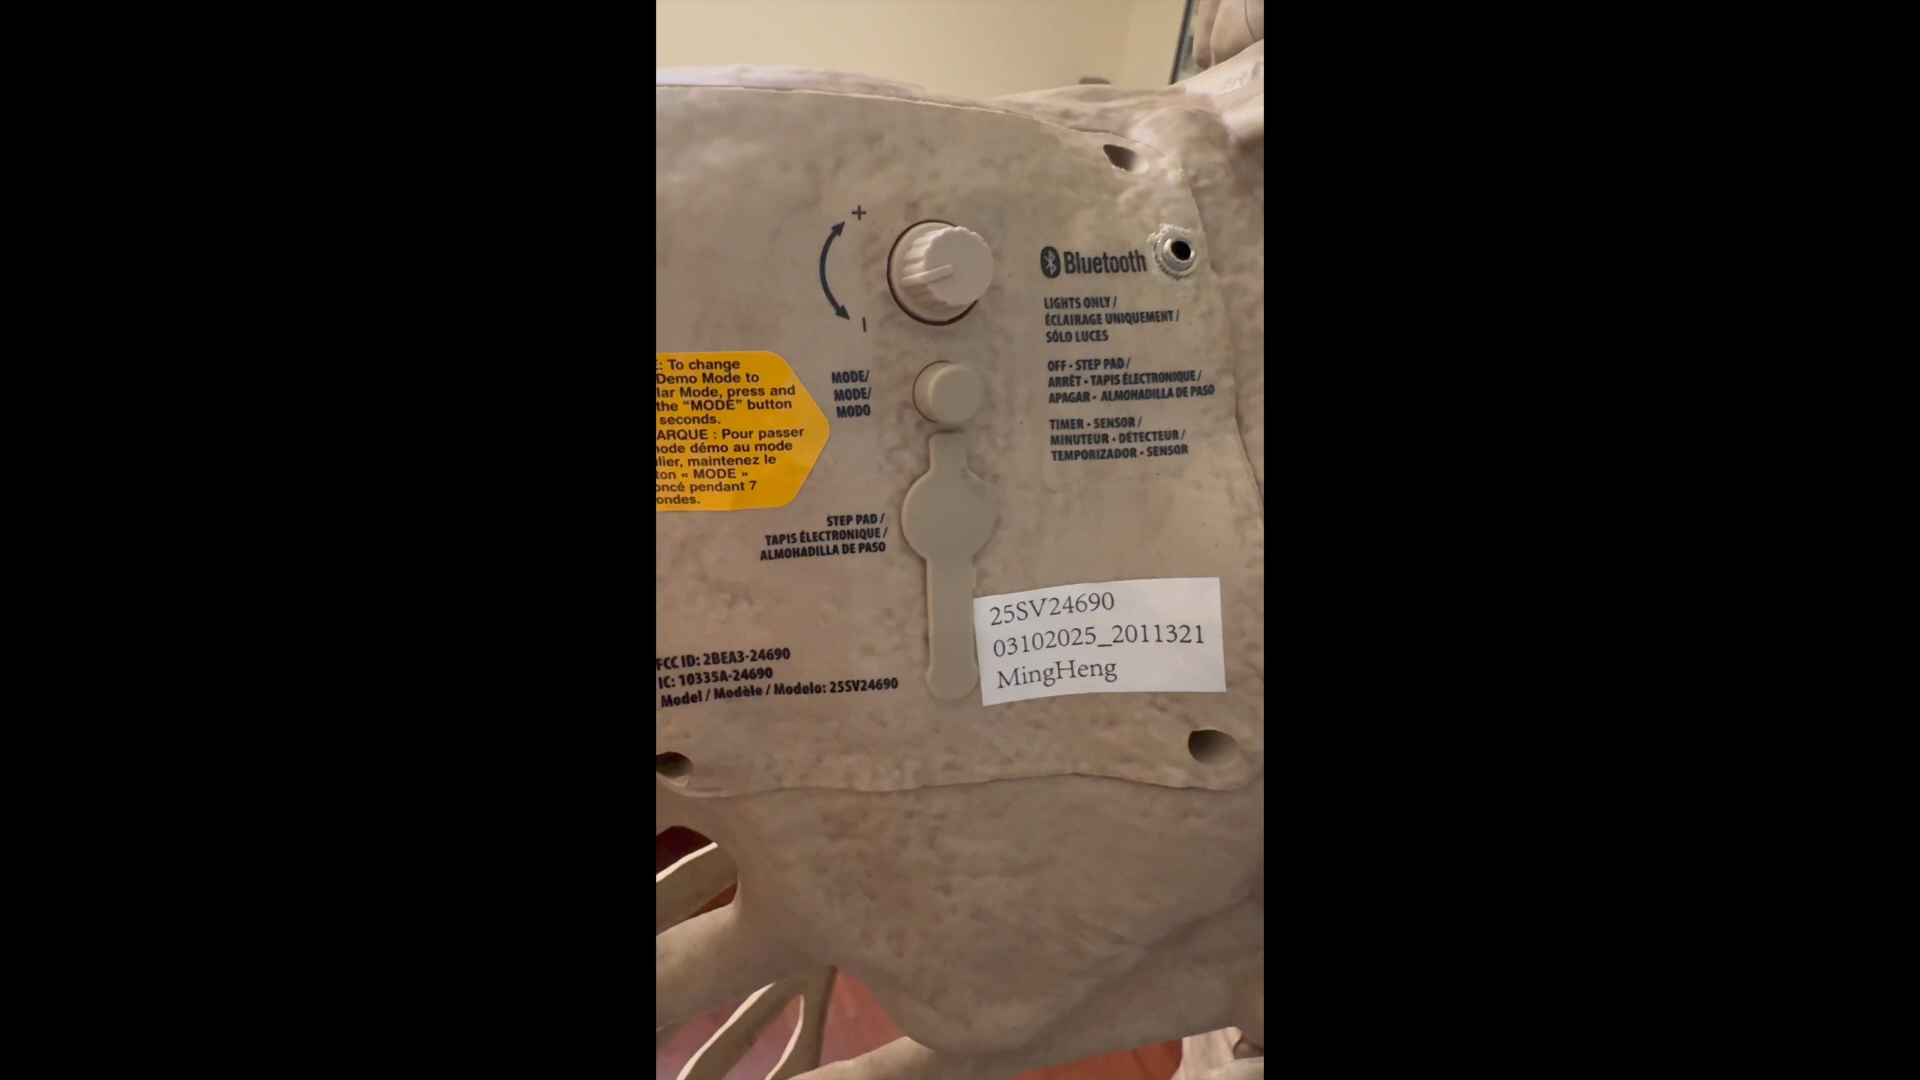 +
Bluetooth
LIGHTS ONLY /
ÉCLAIRAGE UNIQUEMENT /
SÓLO LUCES
OFF • STEP PAD /
ARRÊT • TAPIS ÉLECTRONIQUE /
APAGAR • ALMOHADILLA DE PASO
TIMER • SENSOR /
MINUTEUR • DÉTECTEUR /
TEMPORIZADOR • SENSOR
MODE/
MODE/
MODO
: To change
Demo Mode to
lar Mode, press and
the “MODE” button
seconds.
ARQUE : Pour passer
ode démo au mode
lier, maintenez le
ton « MODE »
oncé pendant 7
ondes.
STEP PAD /
TAPIS ÉLECTRONIQUE /
ALMOHADILLA DE PASO
25SV24690
03102025_2011321
MingHeng
FCC ID: 2BEA3-24690
IC: 10335A-24690
Model / Modèle / Modelo: 25SV24690